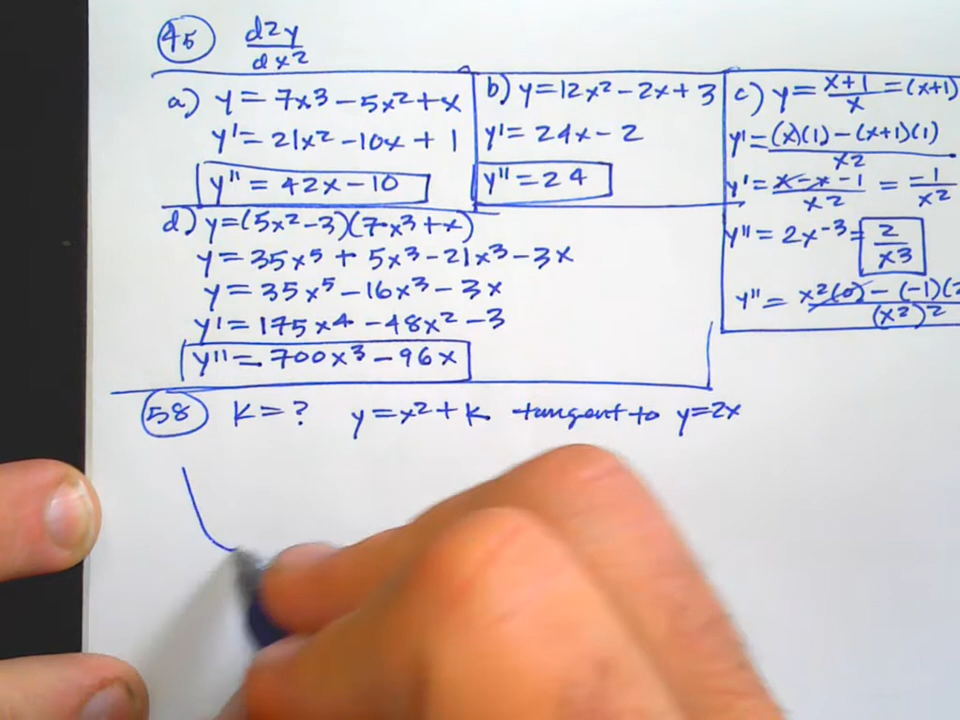 45 d2y/dx2
a) y = 7x3 - 5x2 + x
y' = 21x2 - 10x + 1
y'' = 42x - 10
b) y = 12x2 - 2x + 3
y' = 24x - 2
y'' = 24
c) y = x+1/x = (x+1)
y' = (x)(1) - (x+1)(1)/x2
y' = x - x - 1/x2 = -1/x2
y'' = 2x-3 = 2/x3
y'' = x2(0) - (-1)(2/(x2)2
d) y = (5x2 - 3)(7x3 + x)
y = 35x5 + 5x3 - 21x3 - 3x
y = 35x5 - 16x3 - 3x
y' = 175x4 - 48x2 - 3
y'' = 700x3 - 96x
58 K = ? y = x2 + K tangent to y = 2x